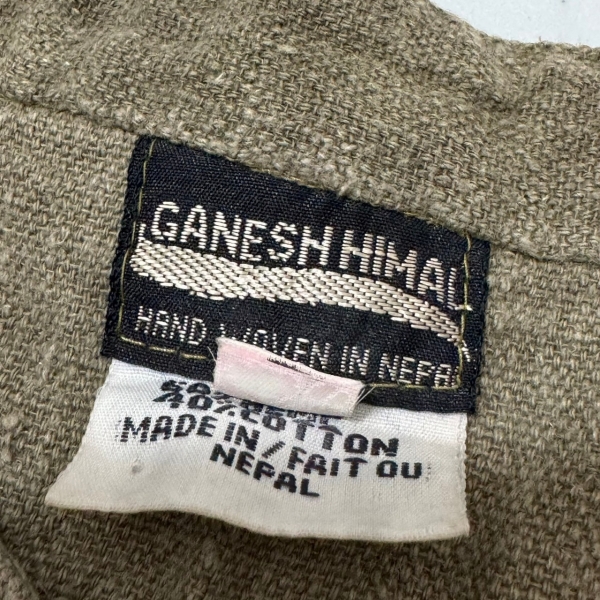 GANESH HIMAL
HAND WOVEN IN NEPAL
40% COTTON
MADE IN / FAIT OU
NEPAL